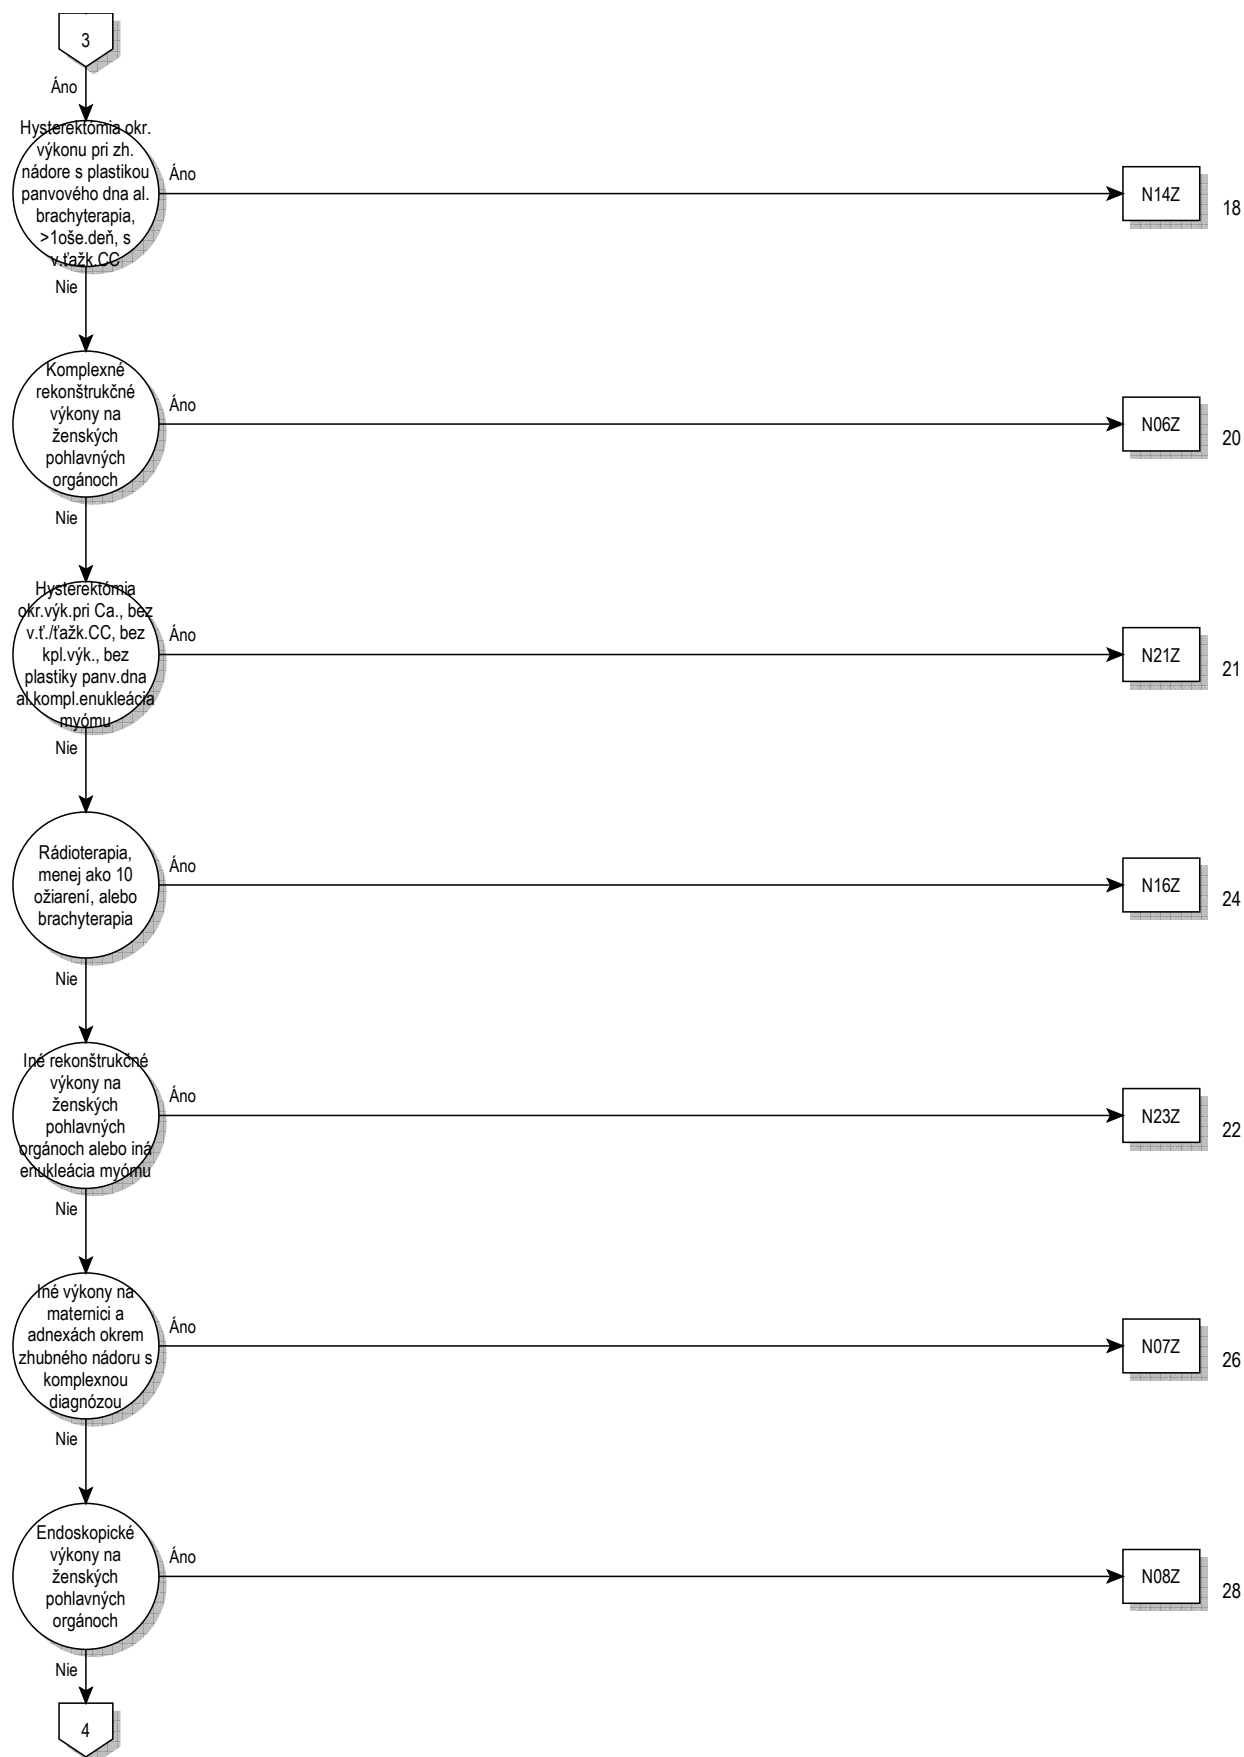 3
Áno
Hysterektómia okr.
výkonu pri zh.
nádore s plastikou
panvového dna al.
brachyterapia,
>1oše.deň, s
v.ťažk.CC
Áno
N14Z
18
Nie
Komplexné
rekonštrukčné
výkony na
ženských
pohlavných
orgánoch
Áno
N06Z
20
Nie
Hysterektómia
okr.výk.pri Ca., bez
v.ť./ťažk.CC, bez
kpl.výk., bez
plastiky panv.dna
al.kompl.enukleácia
myómu
Áno
N21Z
21
Nie
Rádioterapia,
menej ako 10
ožiarení, alebo
brachyterapia
Áno
N16Z
24
Nie
Iné rekonštrukčné
výkony na
ženských
pohlavných
orgánoch alebo iná
enukleácia myómu
Áno
N23Z
22
Nie
Iné výkony na
maternici a
adnexách okrem
zhubného nádoru s
komplexnou
diagnózou
Áno
N07Z
26
Nie
Endoskopické
výkony na
ženských
pohlavných
orgánoch
Áno
N08Z
28
Nie
4